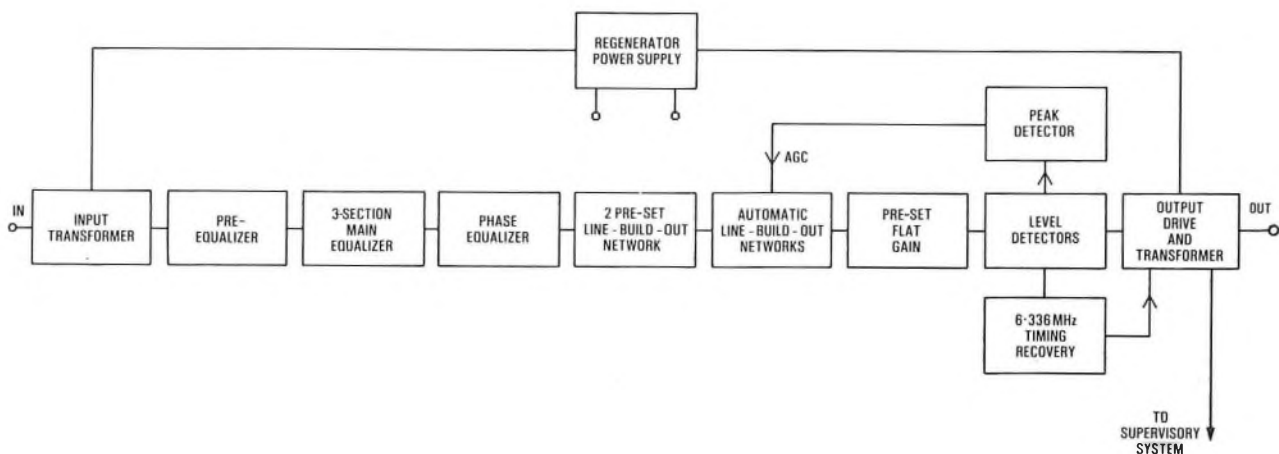 REGENERATOR
POWER SUPPLY
PEAK
DETECTOR
AGC
IN
INPUT
TRANSFORMER
PRE-
EQUALIZER
3-SECTION
MAIN
EQUALIZER
PHASE
EQUALIZER
2 PRE-SET
LINE-BUILD-OUT
NETWORK
AUTOMATIC
LINE-BUILD-OUT
NETWORKS
PRE-SET
FLAT
GAIN
LEVEL
DETECTORS
OUTPUT
DRIVE
AND
TRANSFORMER
OUT
6·336 MHz
TIMING
RECOVERY
TO
SUPERVISORY
SYSTEM